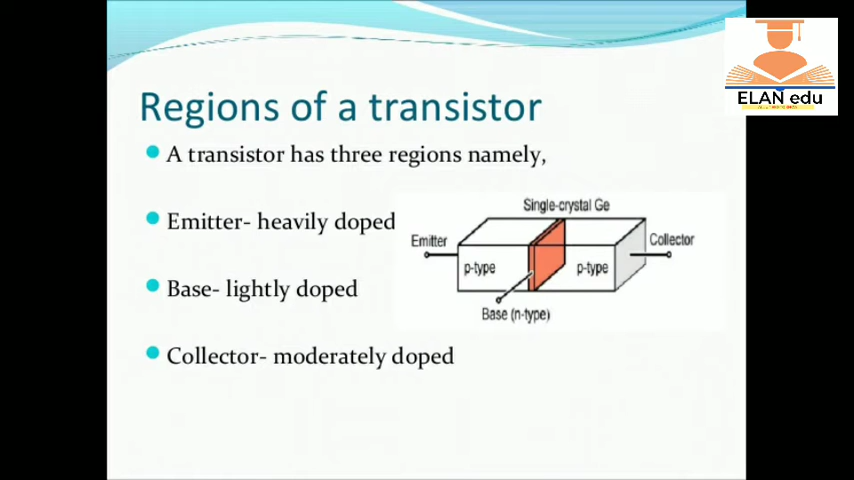 ELAN edu
Regions of a transistor
A transistor has three regions namely,
Emitter- heavily doped
Base- lightly doped
Collector- moderately doped
Single-crystal Ge
Emitter
Collector
p-type
p-type
Base (n-type)